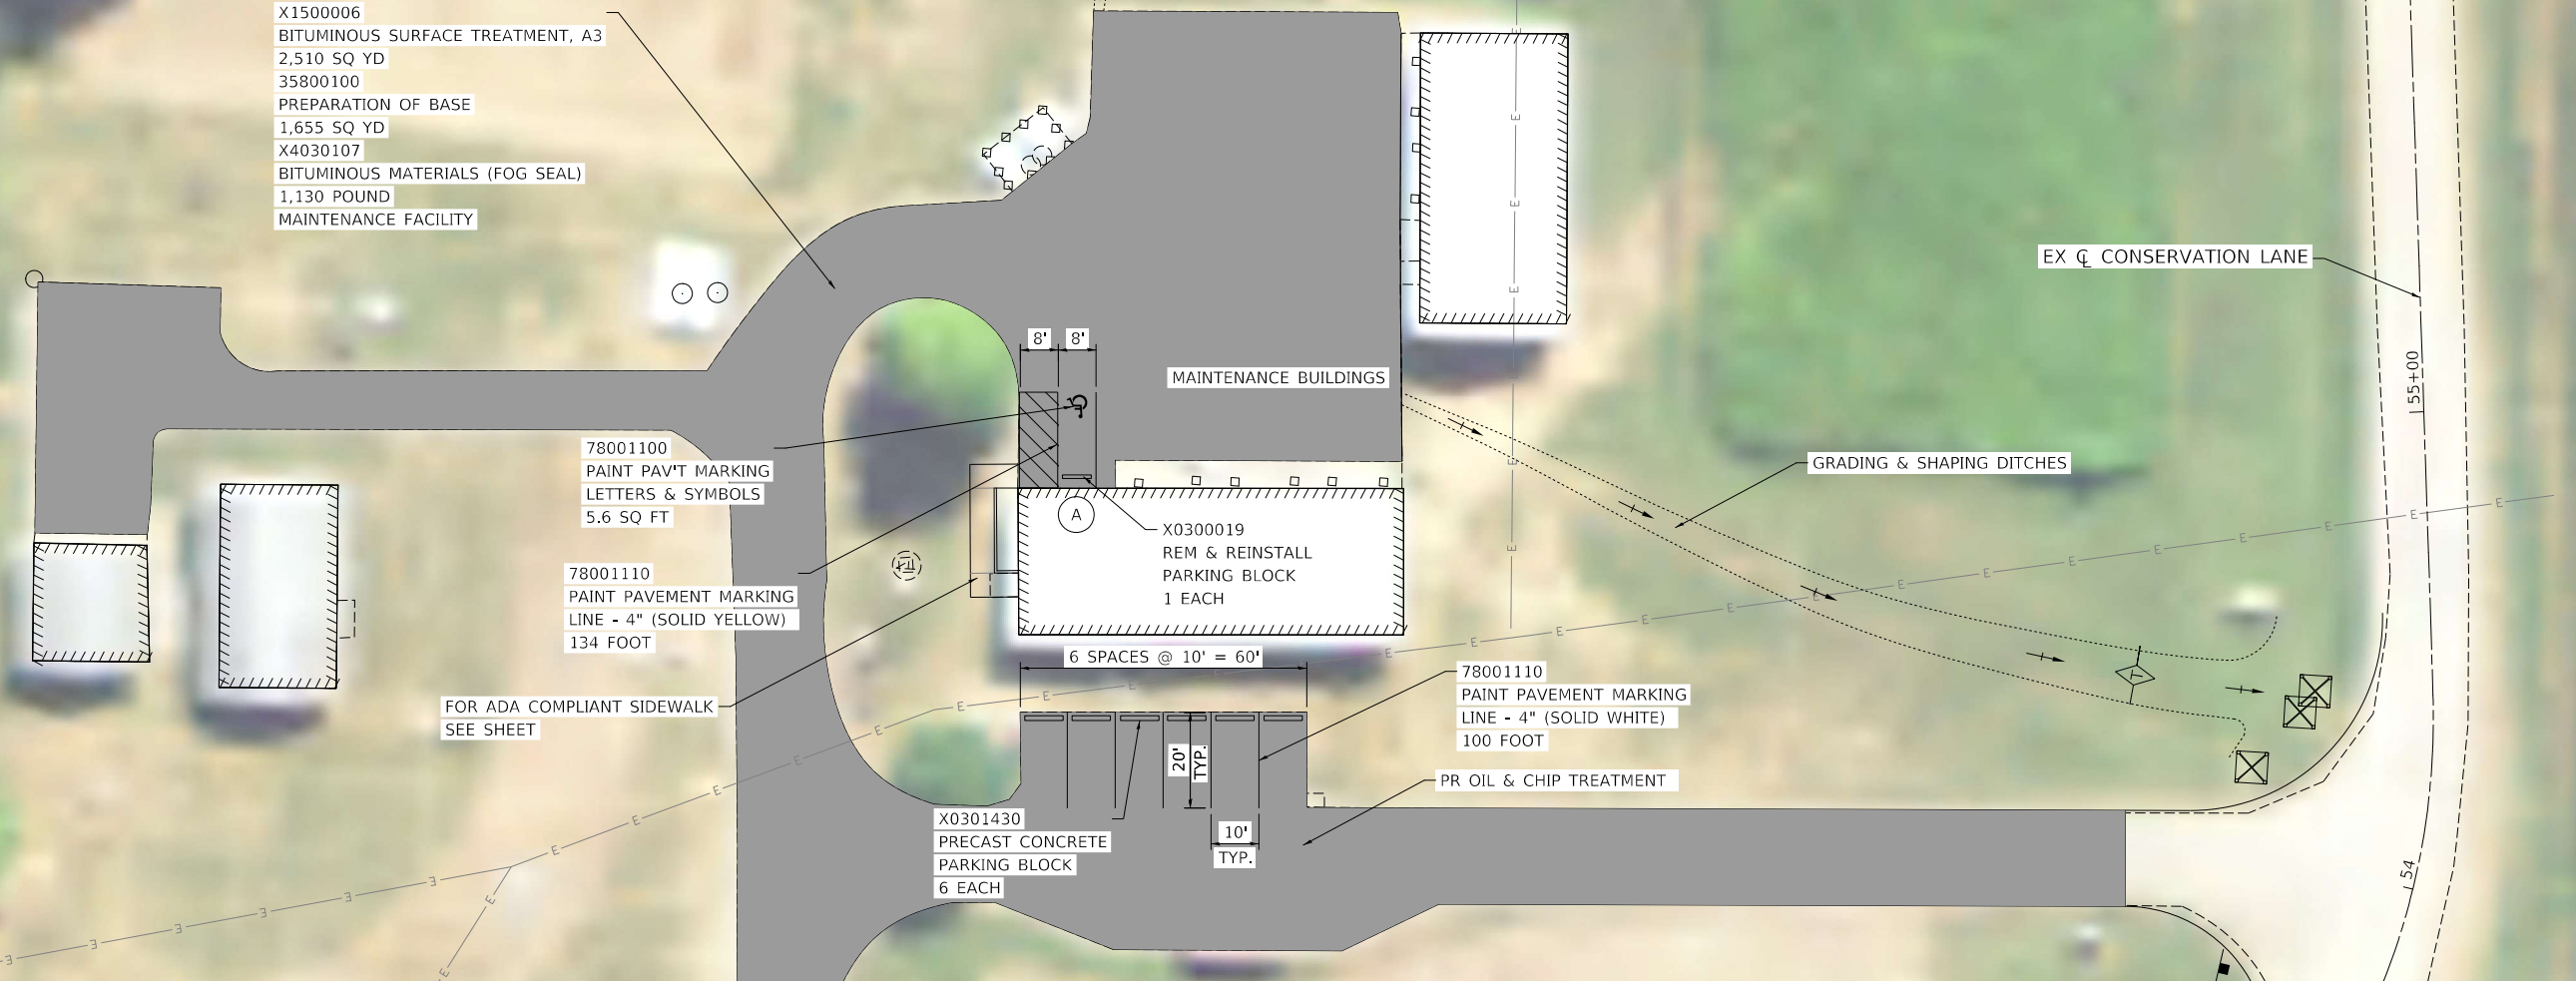 X1500006
BITUMINOUS SURFACE TREATMENT, A3
2,510 SQ YD
35800100
PREPARATION OF BASE
1,655 SQ YD
X4030107
BITUMINOUS MATERIALS (FOG SEAL)
1,130 POUND
MAINTENANCE FACILITY
EX ℄ CONSERVATION LANE
8' 8'
MAINTENANCE BUILDINGS
55+00
78001100
PAINT PAV'T MARKING
LETTERS & SYMBOLS
5.6 SQ FT
GRADING & SHAPING DITCHES
A
X0300019
REM & REINSTALL
PARKING BLOCK
1 EACH
78001110
PAINT PAVEMENT MARKING
LINE - 4" (SOLID YELLOW)
134 FOOT
6 SPACES @ 10' = 60'
78001110
PAINT PAVEMENT MARKING
LINE - 4" (SOLID WHITE)
100 FOOT
FOR ADA COMPLIANT SIDEWALK
SEE SHEET
T
20'
TYP.
PR OIL & CHIP TREATMENT
X0301430
PRECAST CONCRETE
PARKING BLOCK
6 EACH
10'
TYP.
54
E E E E E E E E E E E E E E E E E E E E E E E E E E E E E E E E